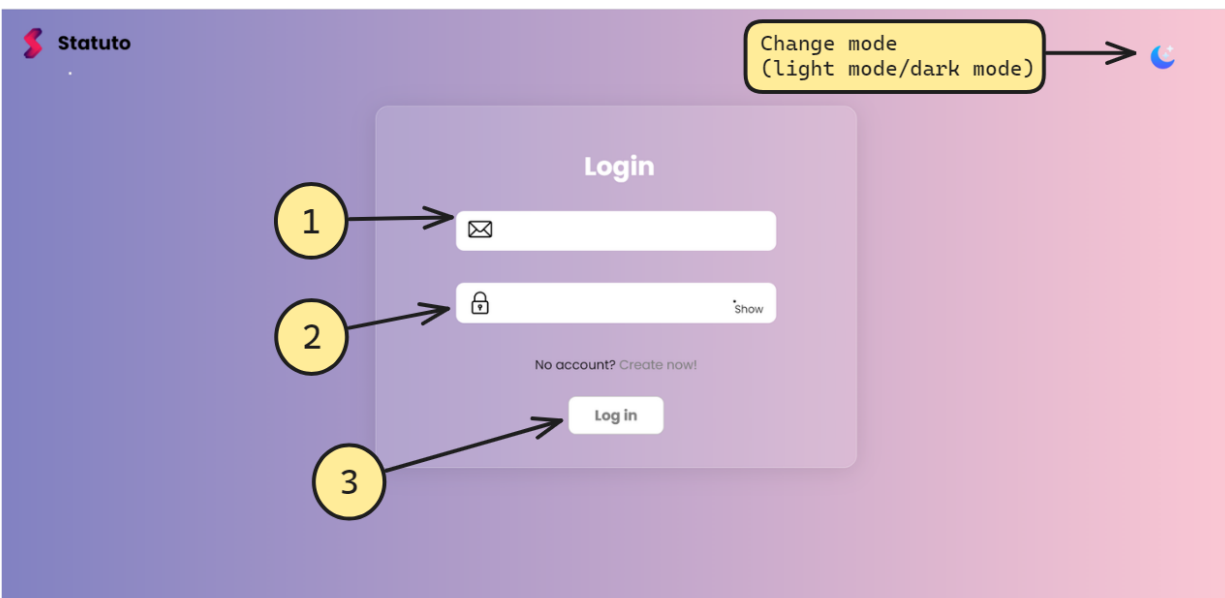 Statuto
Change mode
(light mode/dark mode)
Login
1
2
Show
No account? Create now!
Log in
3